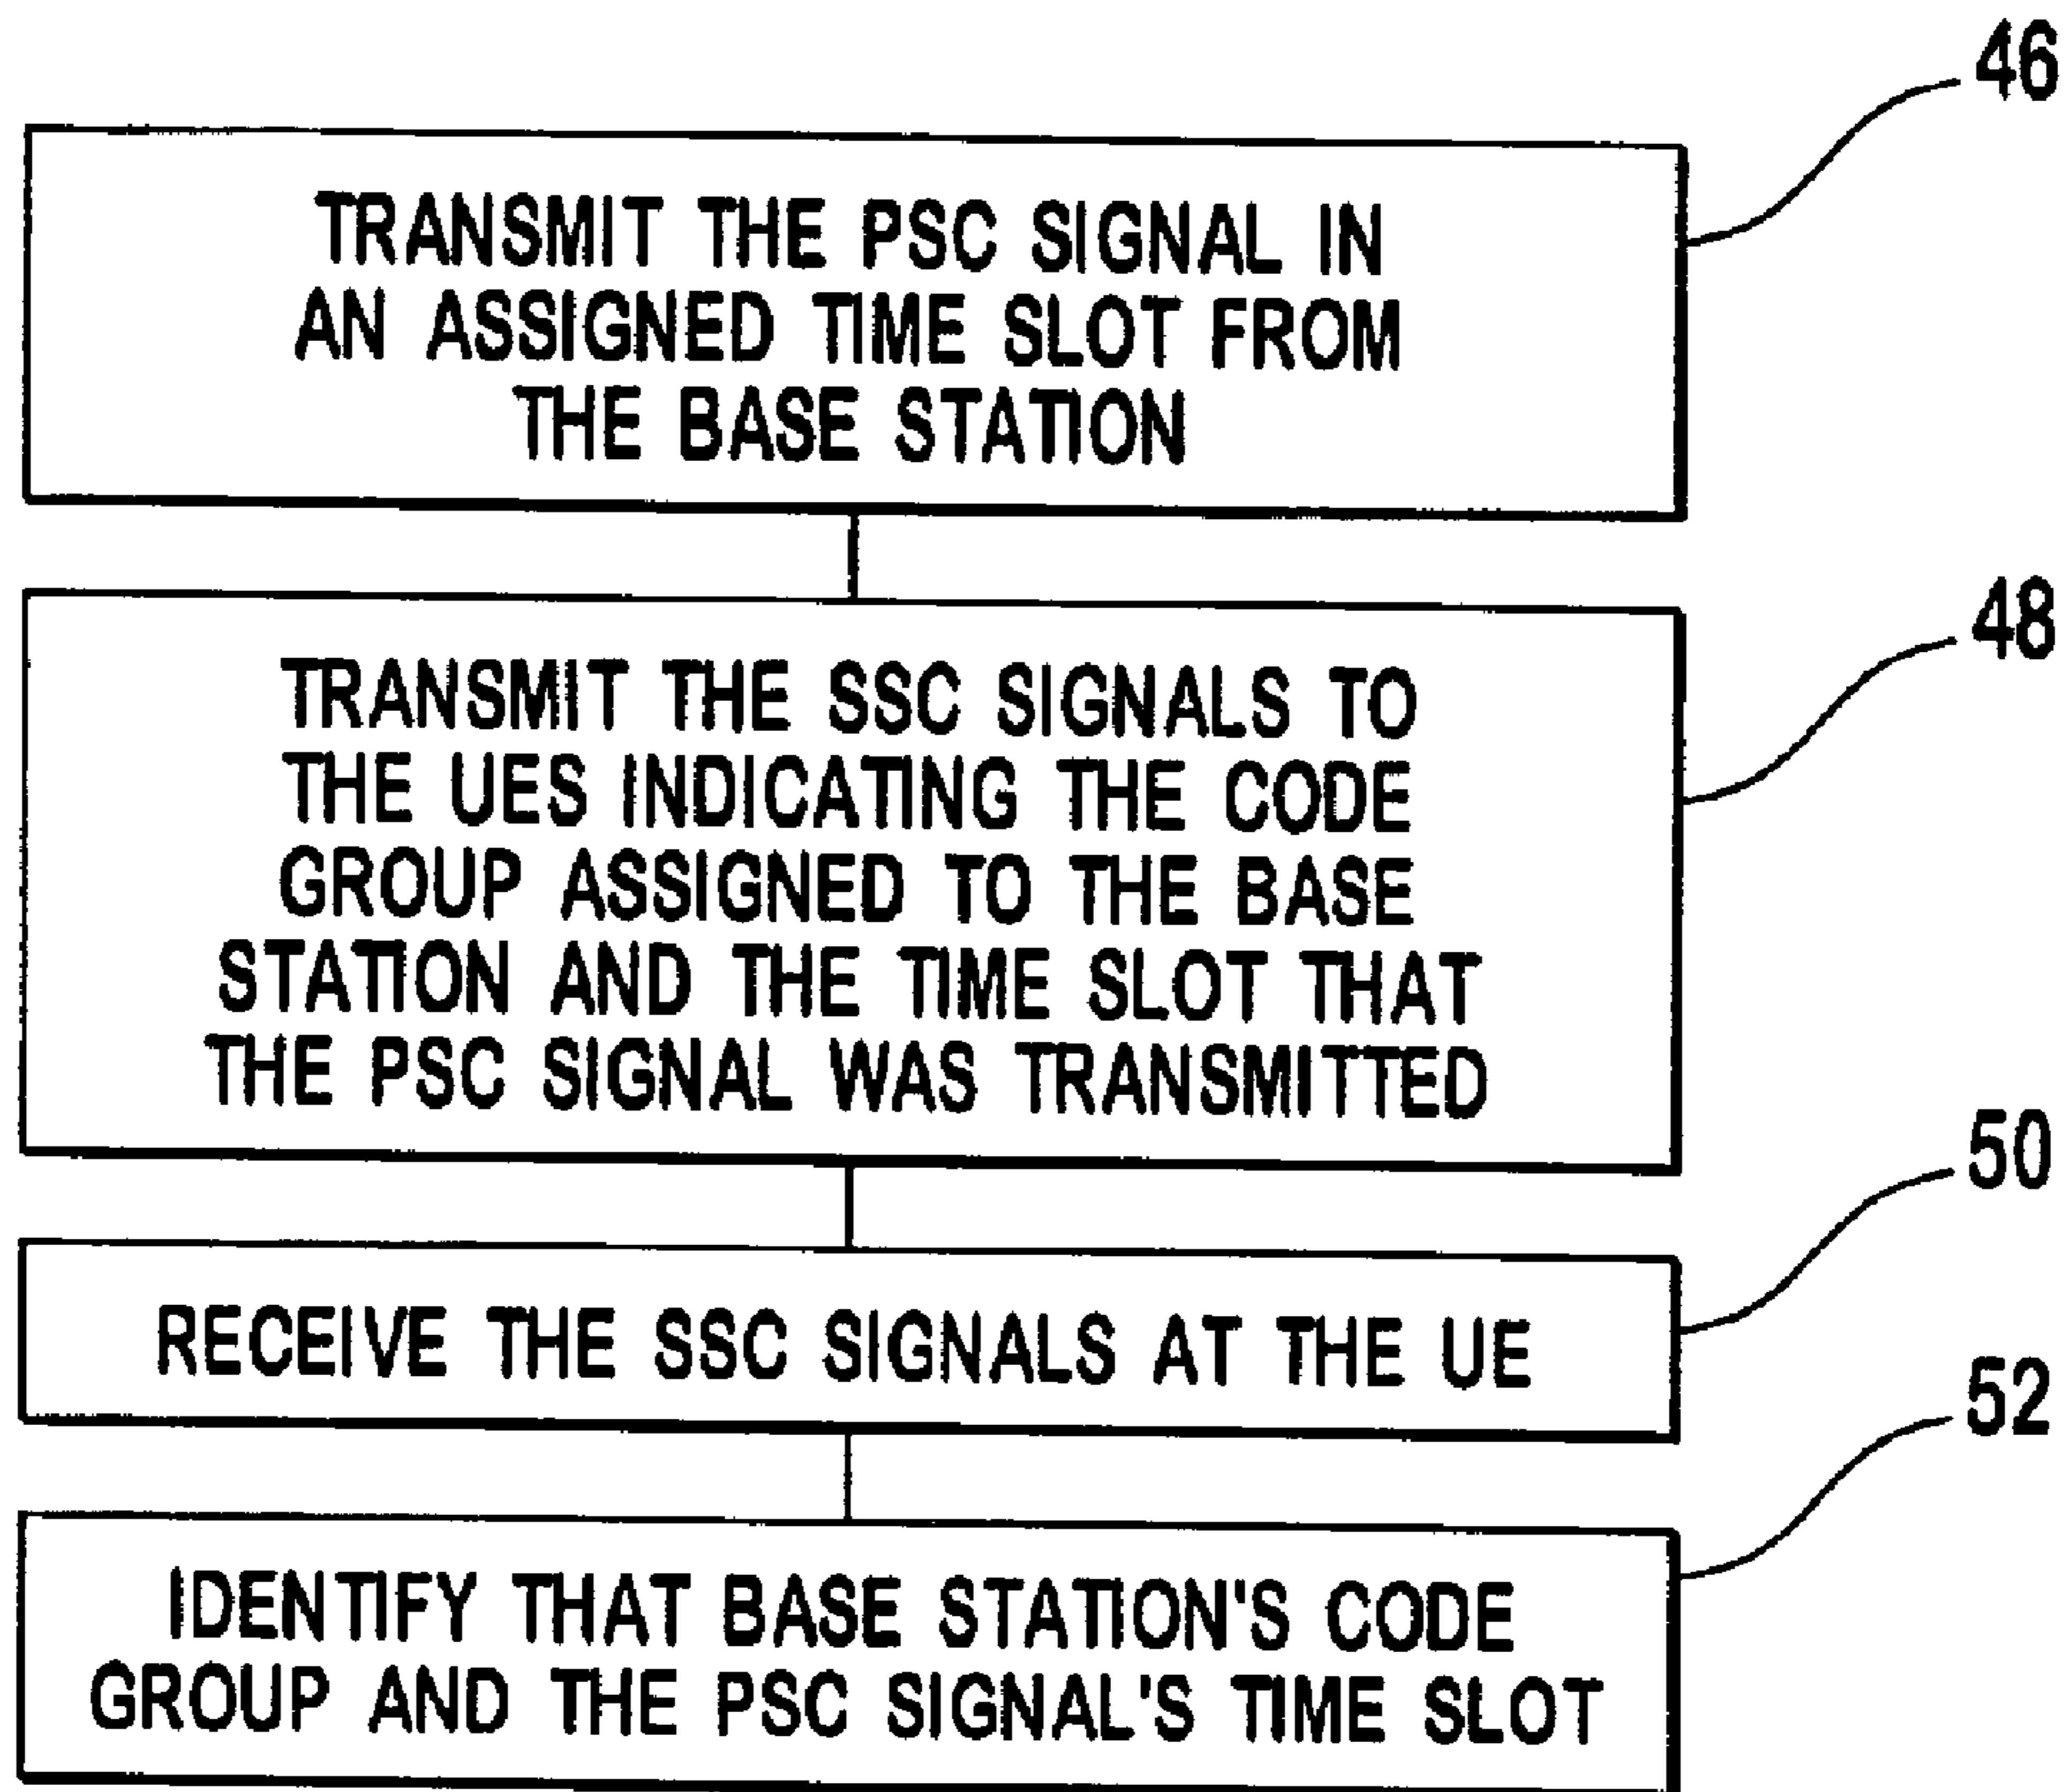 46
TRANSMIT THE PSC SIGNAL IN
AN ASSIGNED TIME SLOT FROM
THE BASE STATION
48
TRANSMIT THE SSC SIGNALS TO
THE UES INDICATING THE CODE
GROUP ASSIGNED TO THE BASE
STATION AND THE TIME SLOT THAT
THE PSC SIGNAL WAS TRANSMITTED
50
RECEIVE THE SSC SIGNALS AT THE UE
52
IDENTIFY THAT BASE STATION'S CODE
GROUP AND THE PSC SIGNAL'S TIME SLOT